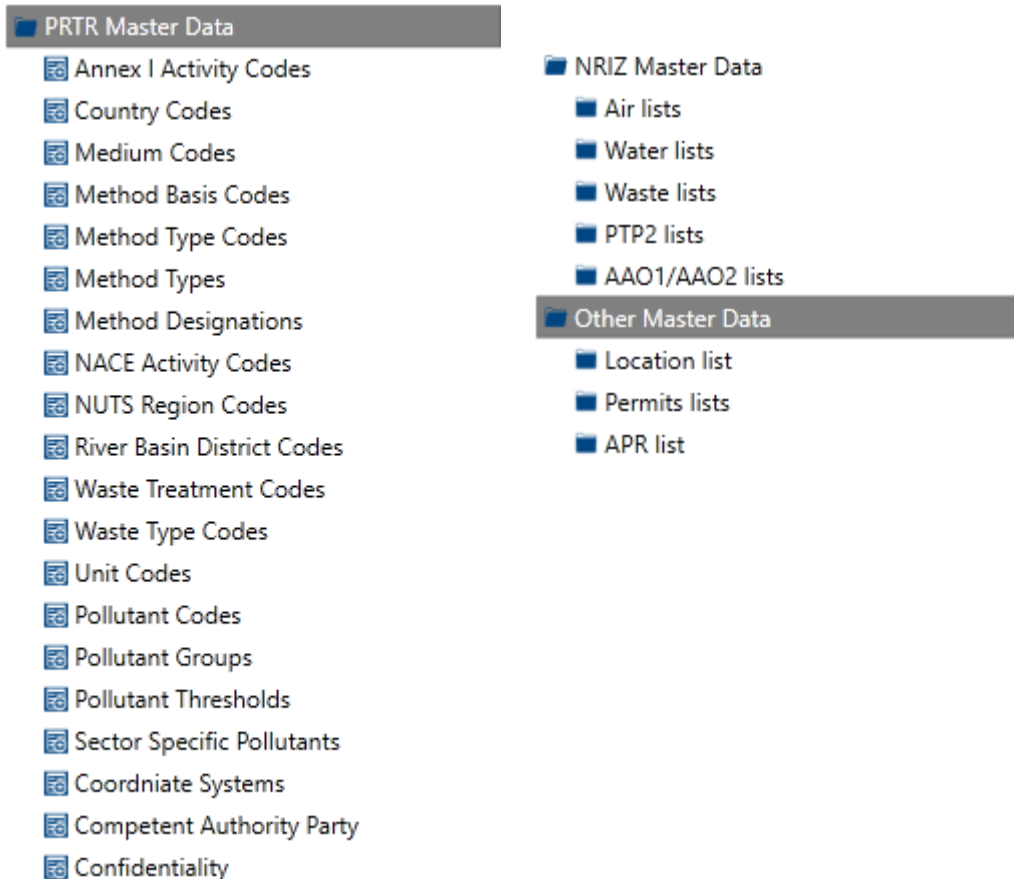 PRTR Master Data
Annex I Activity Codes
Country Codes
Medium Codes
Method Basis Codes
Method Type Codes
Method Types
Method Designations
NACE Activity Codes
NUTS Region Codes
River Basin District Codes
Waste Treatment Codes
Waste Type Codes
Unit Codes
Pollutant Codes
Pollutant Groups
Pollutant Thresholds
Sector Specific Pollutants
Coordniate Systems
Competent Authority Party
Confidentiality
NRIZ Master Data
Air lists
Water lists
Waste lists
PTP2 lists
AAO1/AAO2 lists
Other Master Data
Location list
Permits lists
APR list